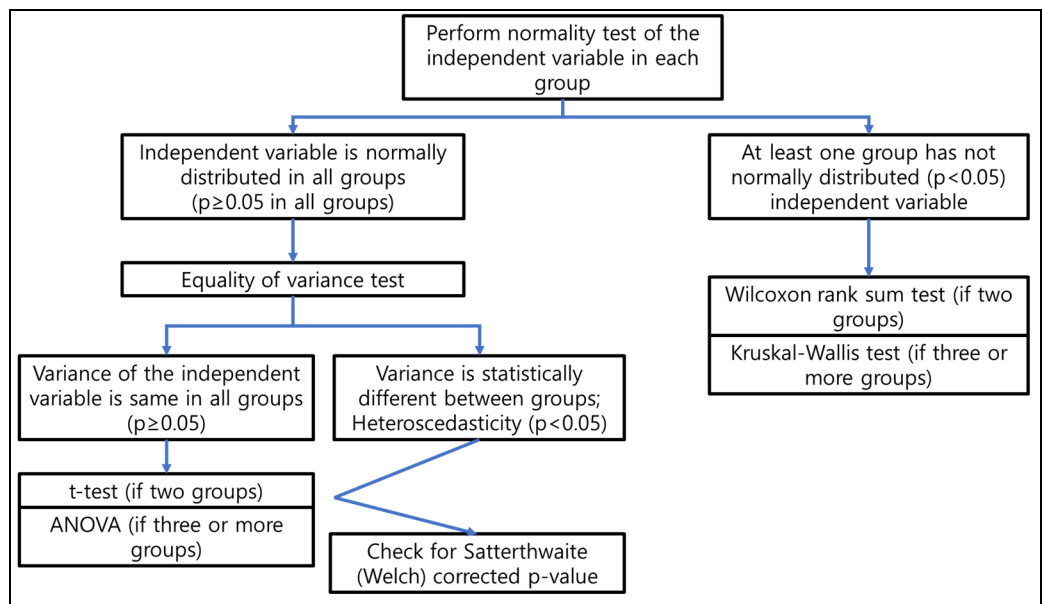 Perform normality test of the
independent variable in each
group
Independent variable is normally
distributed in all groups
(p≥0.05 in all groups)
At least one group has not
normally distributed (p<0.05)
independent variable
Equality of variance test
Wilcoxon rank sum test (if two
groups)
Kruskal-Wallis test (if three or
more groups)
Variance of the independent
variable is same in all groups
(p≥0.05)
Variance is statistically
different between groups;
Heteroscedasticity (p<0.05)
t-test (if two groups)
ANOVA (if three or more
groups)
Check for Satterthwaite
(Welch) corrected p-value